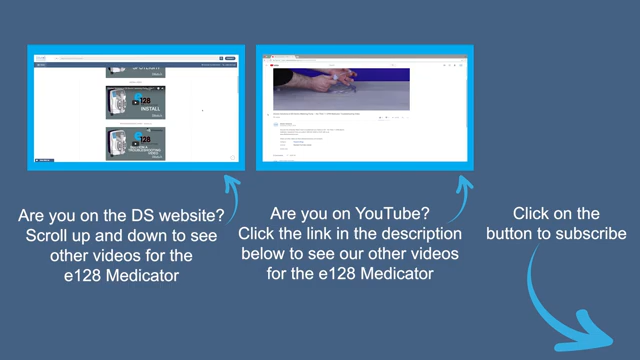 e128
INSTALL
e128
Are you on the DS website?
Scroll up and down to see
other videos for the
e128 Medicator
Are you on YouTube?
Click the link in the description
below to see our other videos
for the e128 Medicator
Click on the
button to subscribe